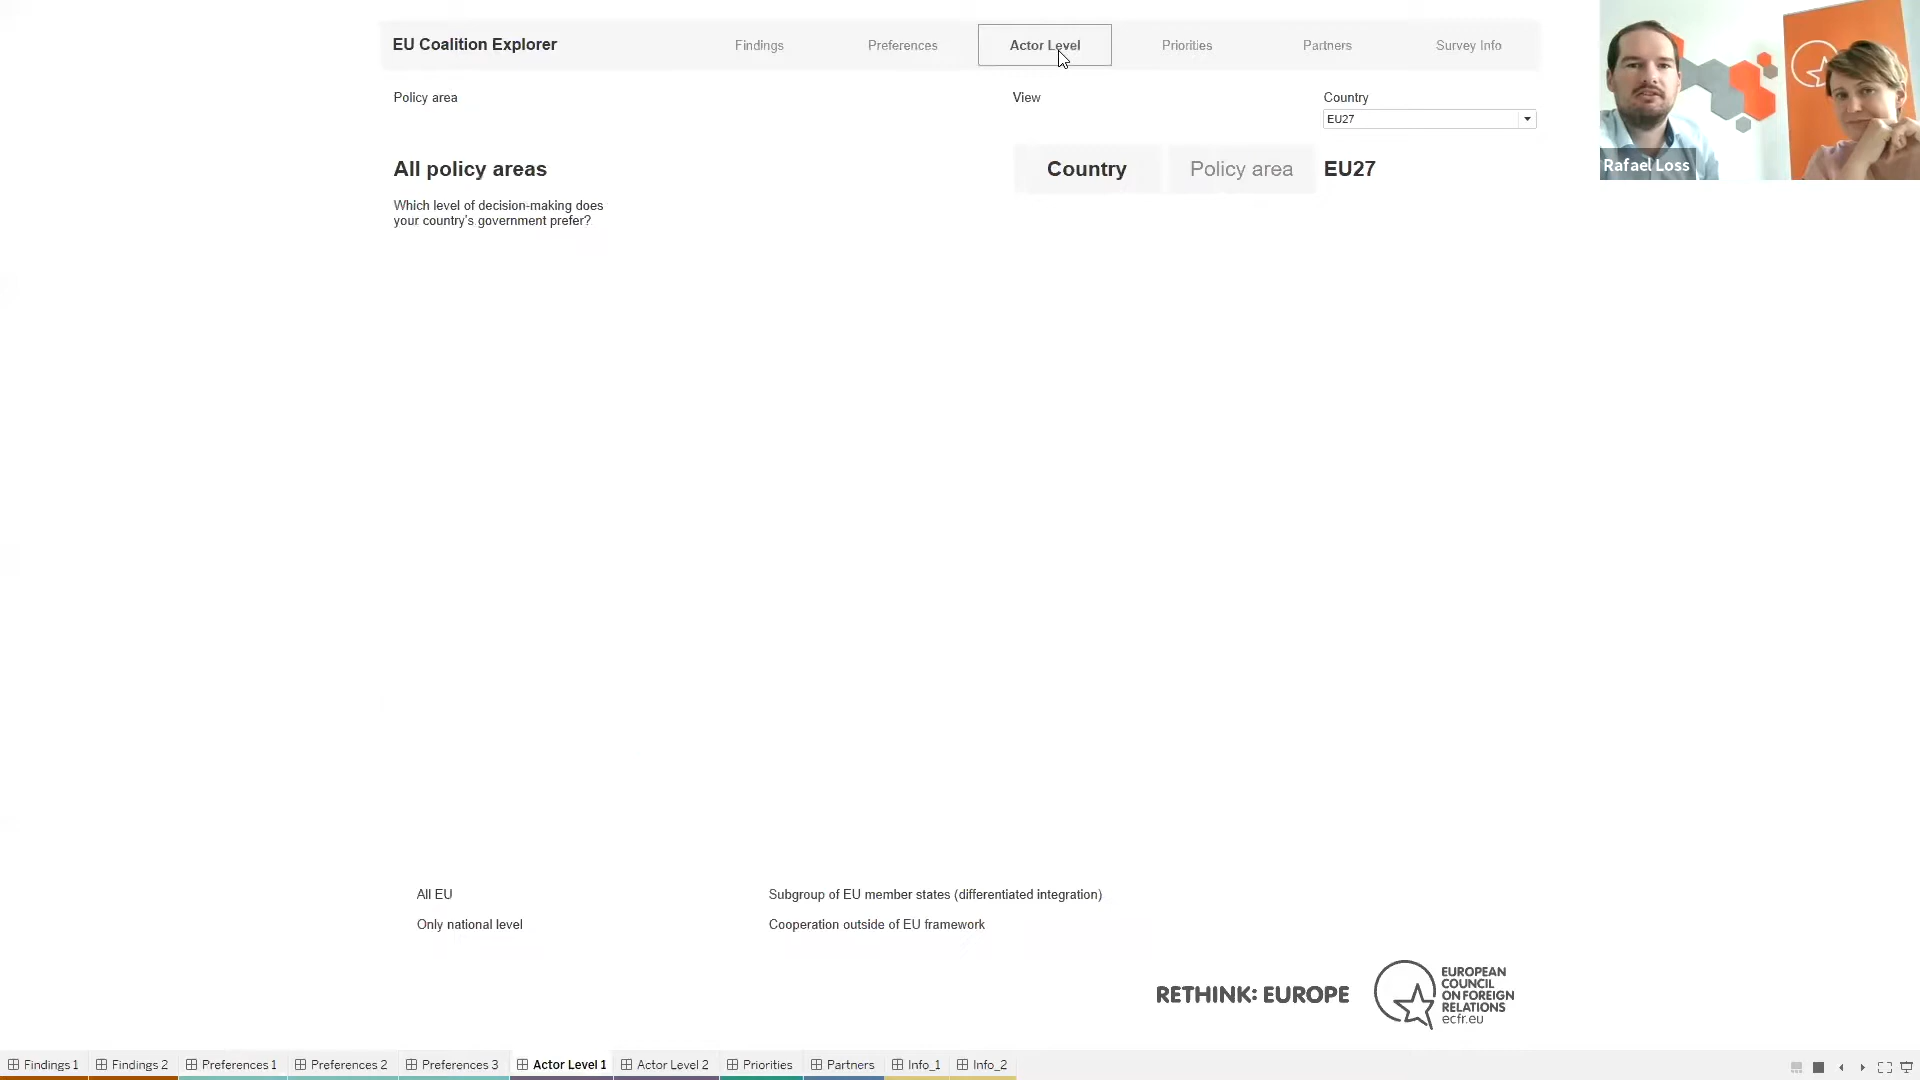 EU Coalition Explorer
Findings
Preferences
Actor Level
Priorities
Partners
Survey Info
Policy area
View
Country
EU27
All policy areas
Country
Policy area
EU27
Which level of decision-making does
your country's government prefer?
Rafael Loss
All EU
Subgroup of EU member states (differentiated integration)
Only national level
Cooperation outside of EU framework
RETHINK: EUROPE
EUROPEAN
COUNCIL
ON FOREIGN
RELATIONS
ecfr.eu
Findings 1
Findings 2
Preferences 1
Preferences 2
Preferences 3
Actor Level 1
Actor Level 2
Priorities
Partners
Info_1
Info_2